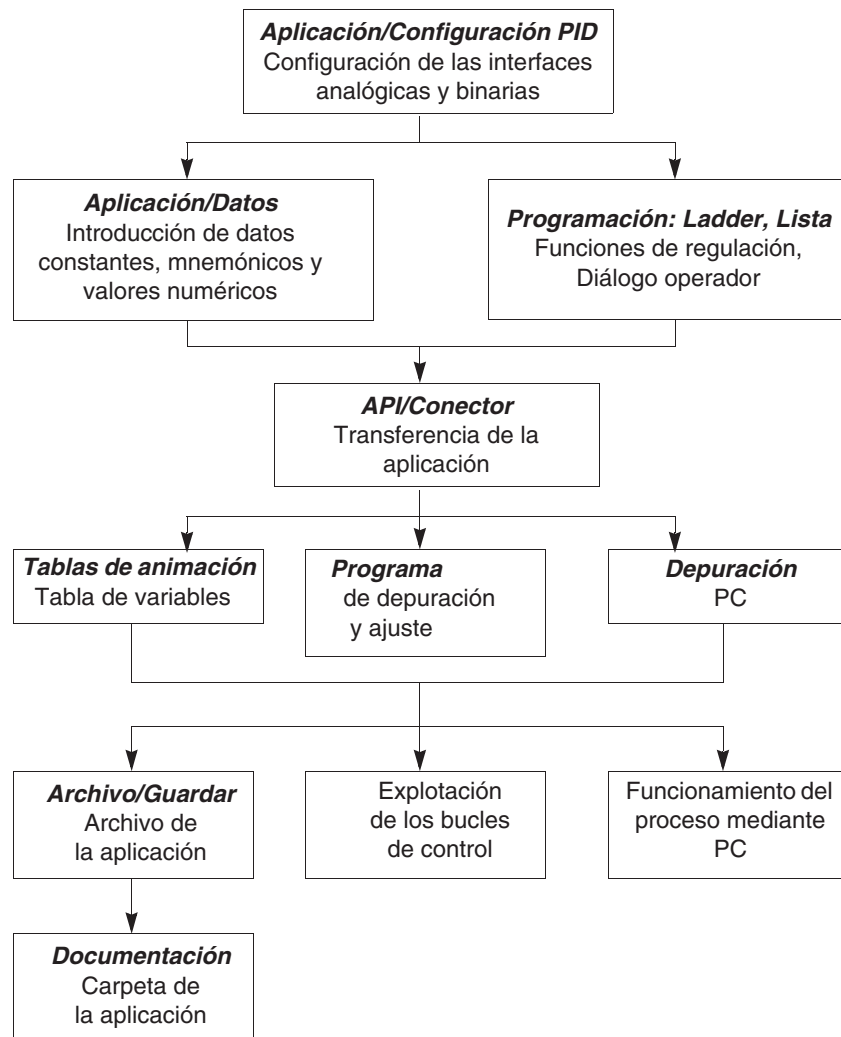 Aplicación/Configuración PID
Configuración de las interfaces
analógicas y binarias
Aplicación/Datos
Introducción de datos
constantes, mnemónicos y
valores numéricos
Programación: Ladder, Lista
Funciones de regulación,
Diálogo operador
API/Conector
Transferencia de la
aplicación
Tablas de animación
Tabla de variables
Programa
de depuración
y ajuste
Depuración
PC
Archivo/Guardar
Archivo de
la aplicación
Explotación
de los bucles
de control
Funcionamiento del
proceso mediante
PC
Documentación
Carpeta de
la aplicación